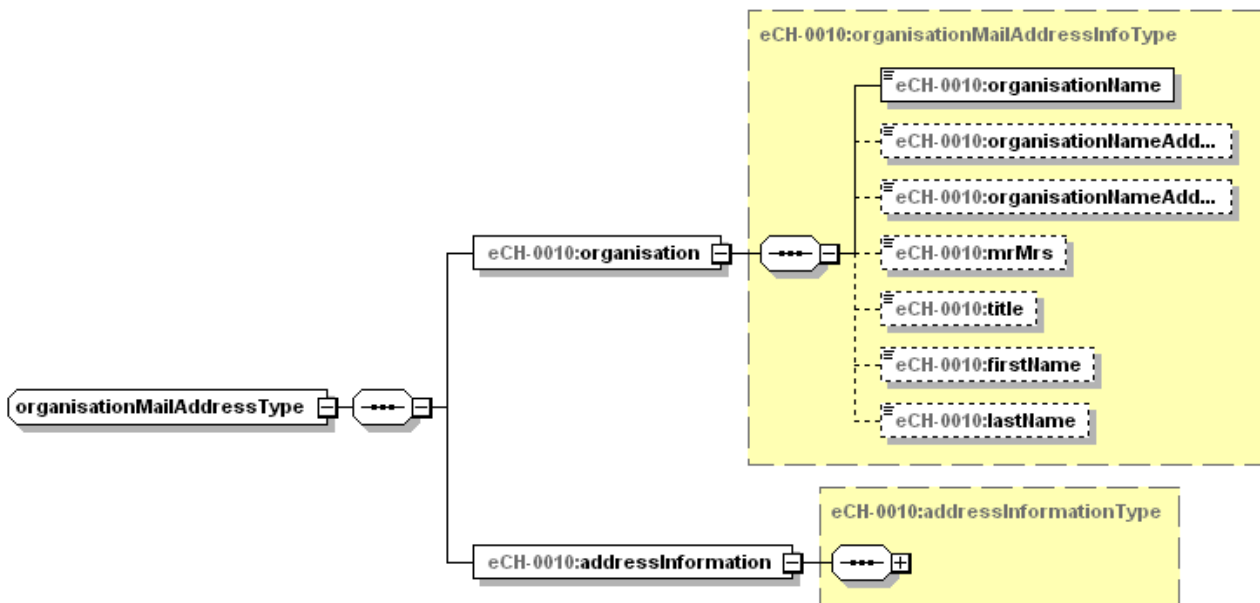 eCH-0010:organisationMailAddressInfoType
eCH-0010:organisationName
eCH-0010:organisationNameAdd...
eCH-0010:organisationNameAdd...
eCH-0010:organisation
eCH-0010:mrMrs
eCH-0010:title
eCH-0010:firstName
organisationMailAddressType
eCH-0010:lastName
eCH-0010:addressInformationType
eCH-0010:addressInformation